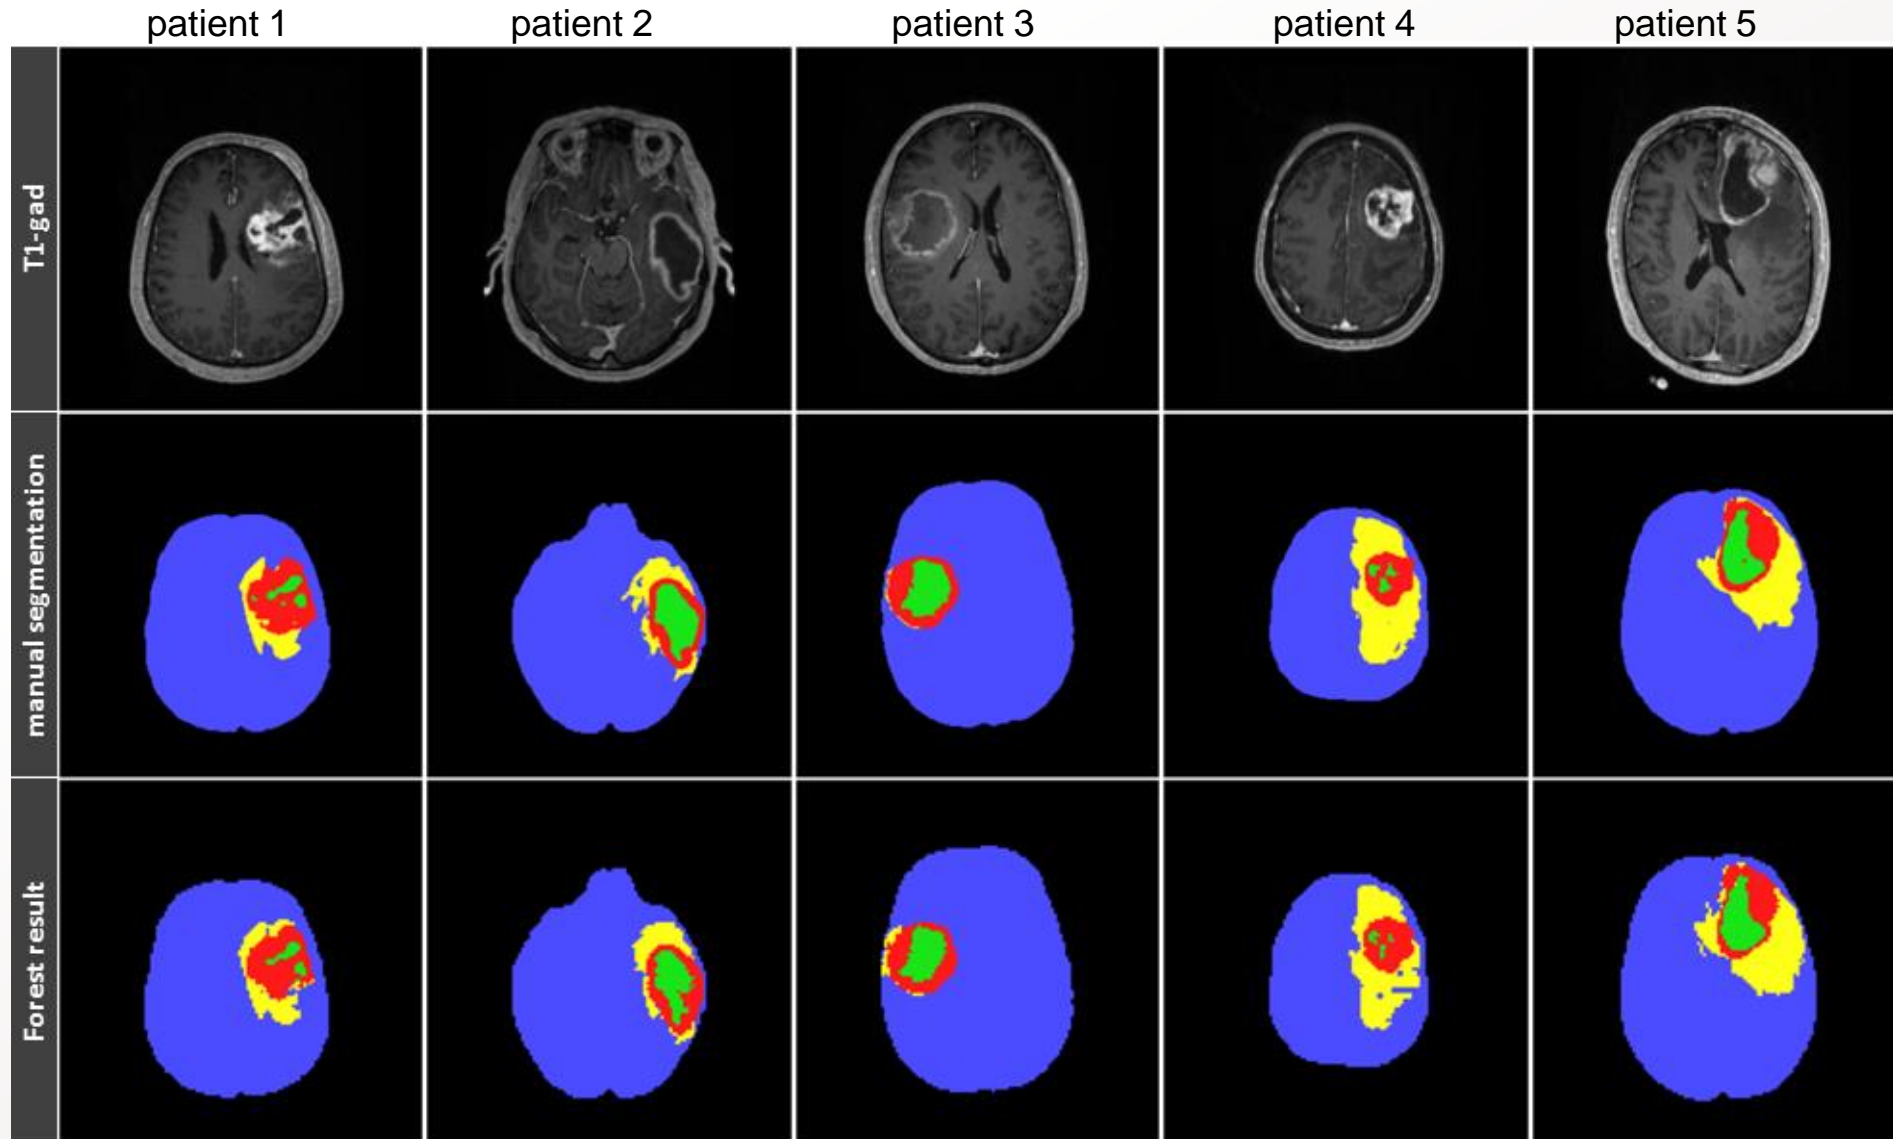 patient 1
patient 2
patient 3
patient 4
patient 5
T1-gad
manual segmentation
Forest result